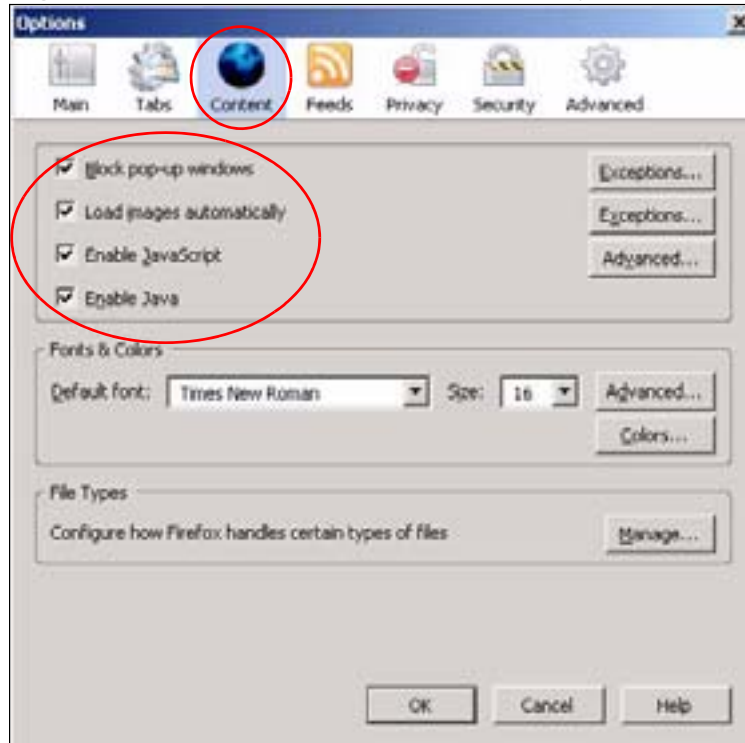 Options
Main Tabs Content Feeds Privacy Security Advanced
Block pop-up windows Exceptions...
Load images automatically Exceptions...
Enable JavaScript Advanced...
Enable Java
Fonts & Colors
Default font: Times New Roman Size: 16 Advanced...
Colors...
File Types
Configure how Firefox handles certain types of files Manage...
OK Cancel Help